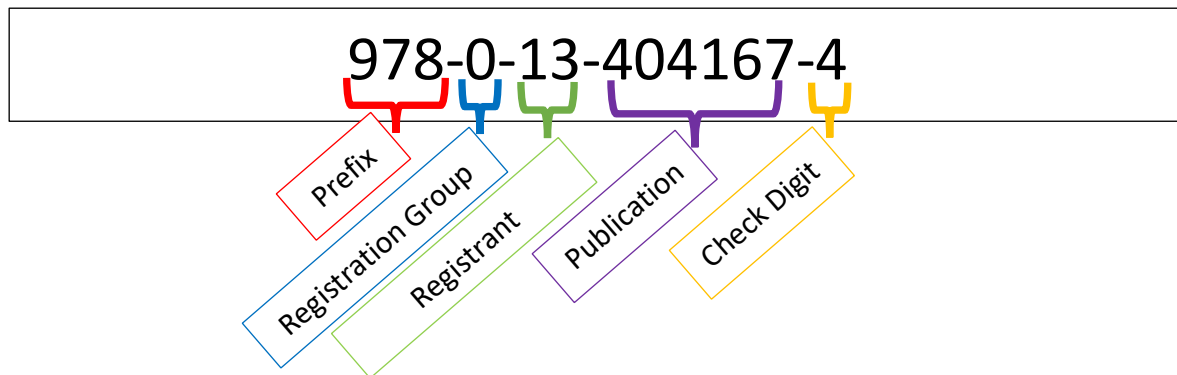 978-0-13-404167-4
Prefix
Registration Group
Registrant
Publication
Check Digit